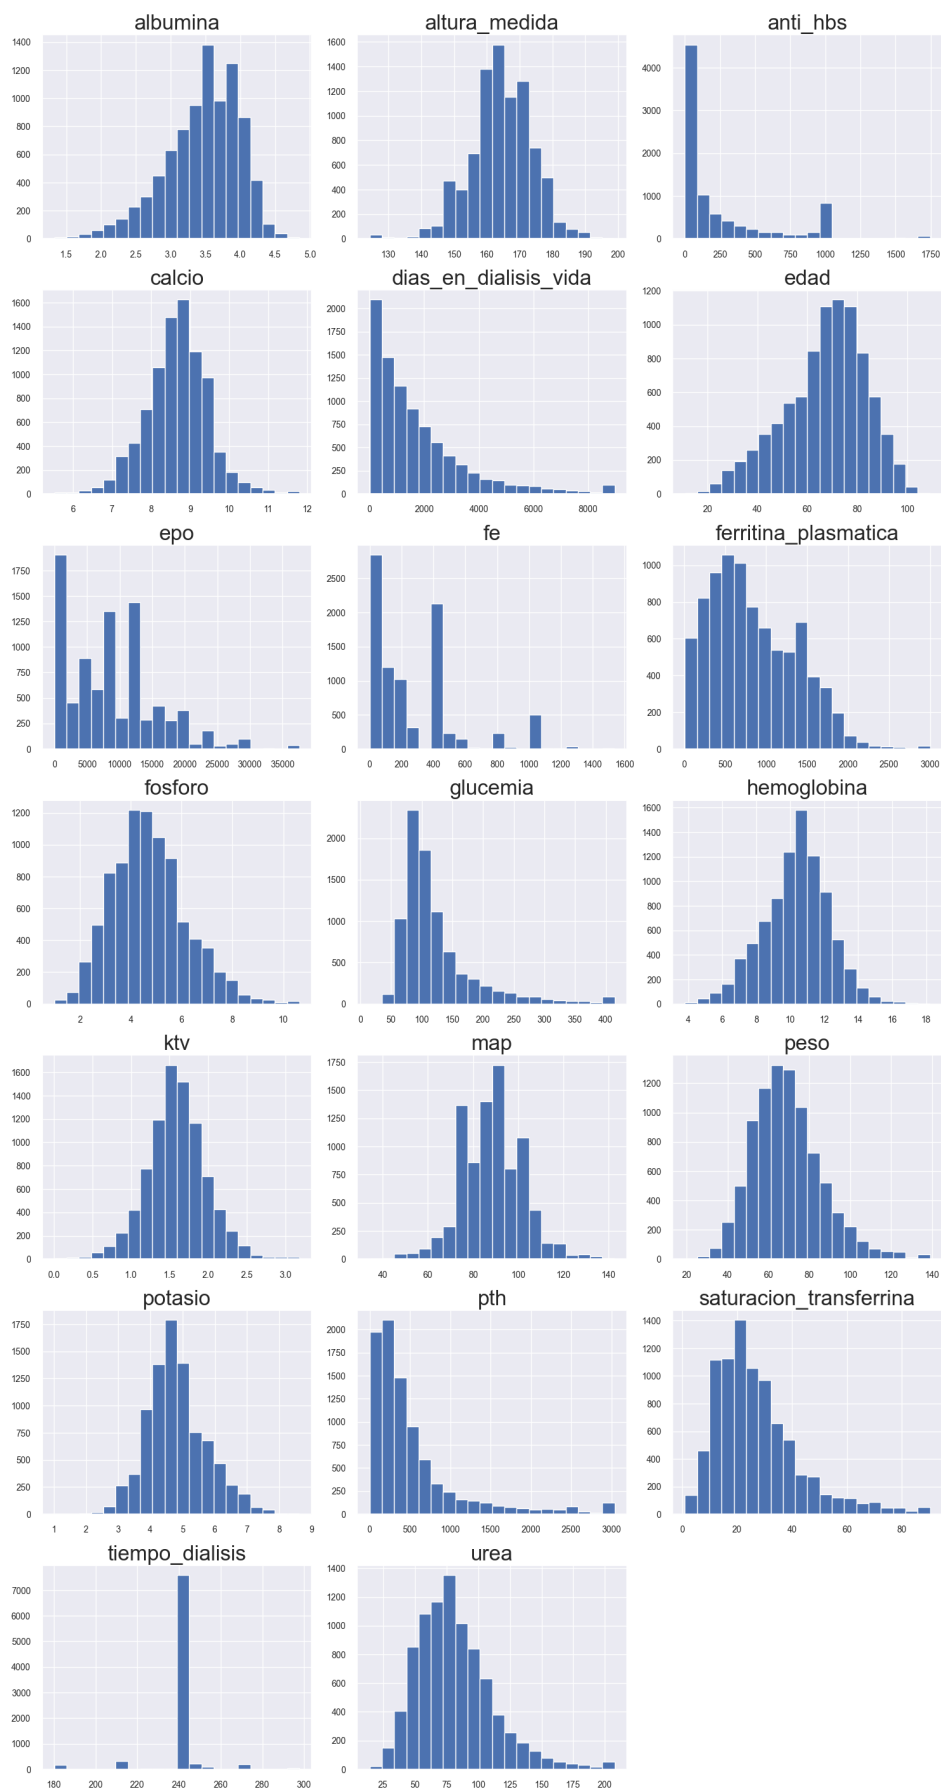 albumina altura_medida anti_hbs
1400 1200 1000 800 600 400 200 0
1.5 2.0 2.5 3.0 3.5 4.0 4.5 5.0
1600 1400 1200 1000 800 600 400 200 0
130 140 150 160 170 180 190 200
4000 3000 2000 1000 0
0 250 500 750 1000 1250 1500 1750
calcio dias_en_dialisis_vida edad
1600 1400 1200 1000 800 600 400 200 0
6 7 8 9 10 11 12
2000 1750 1500 1250 1000 750 500 250 0
0 2000 4000 6000 8000
1200 1000 800 600 400 200 0
20 40 60 80 100
epo fe ferritina_plasmatica
1750 1500 1250 1000 750 500 250 0
0 5000 10000 15000 20000 25000 30000 35000
2500 2000 1500 1000 500 0
0 200 400 600 800 1000 1200 1400 1600
1000 800 600 400 200 0
0 500 1000 1500 2000 2500 3000
fosforo glucemia hemoglobina
1200 1000 800 600 400 200 0
2 4 6 8 10
2000 1500 1000 500 0
0 50 100 150 200 250 300 350 400
1600 1400 1200 1000 800 600 400 200 0
4 6 8 10 12 14 16 18
ktv map peso
1600 1400 1200 1000 800 600 400 200 0
0.0 0.5 1.0 1.5 2.0 2.5 3.0
1750 1500 1250 1000 750 500 250 0
40 60 80 100 120 140
1200 1000 800 600 400 200 0
20 40 60 80 100 120 140
potasio pth saturacion_transferrina
1750 1500 1250 1000 750 500 250 0
1 2 3 4 5 6 7 8 9
2000 1750 1500 1250 1000 750 500 250 0
0 500 1000 1500 2000 2500 3000
1400 1200 1000 800 600 400 200 0
0 20 40 60 80
tiempo_dialisis urea
7000 6000 5000 4000 3000 2000 1000 0
180 200 220 240 260 280 300
1400 1200 1000 800 600 400 200 0
25 50 75 100 125 150 175 200